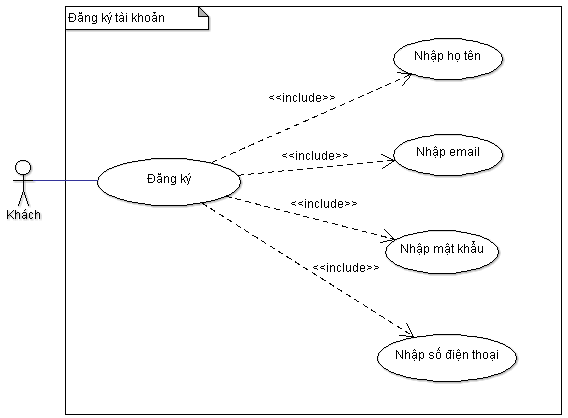 Đăng ký tài khoản
Nhập họ tên
<<include>>
<<include>>
Nhập email
Đăng ký
<<include>>
Khách
Nhập mật khẩu
<<include>>
Nhập số điện thoại